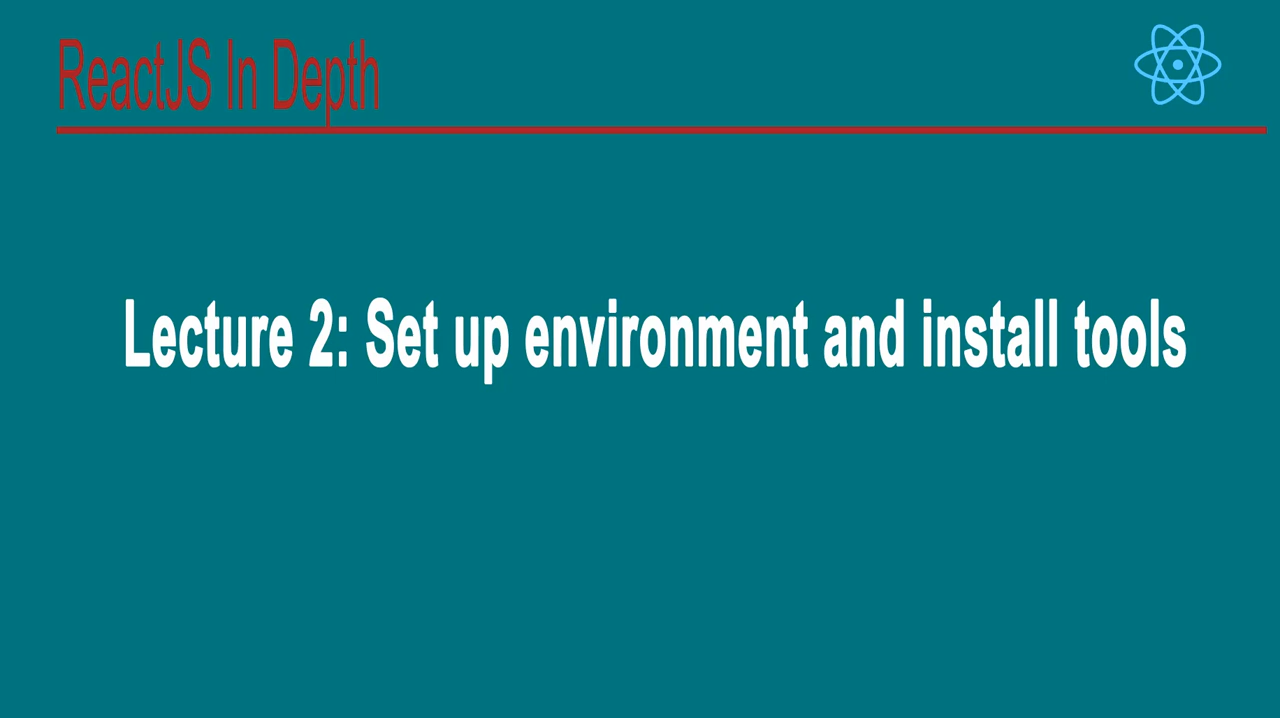 ReactJS In Depth
Lecture 2: Set up environment and install tools